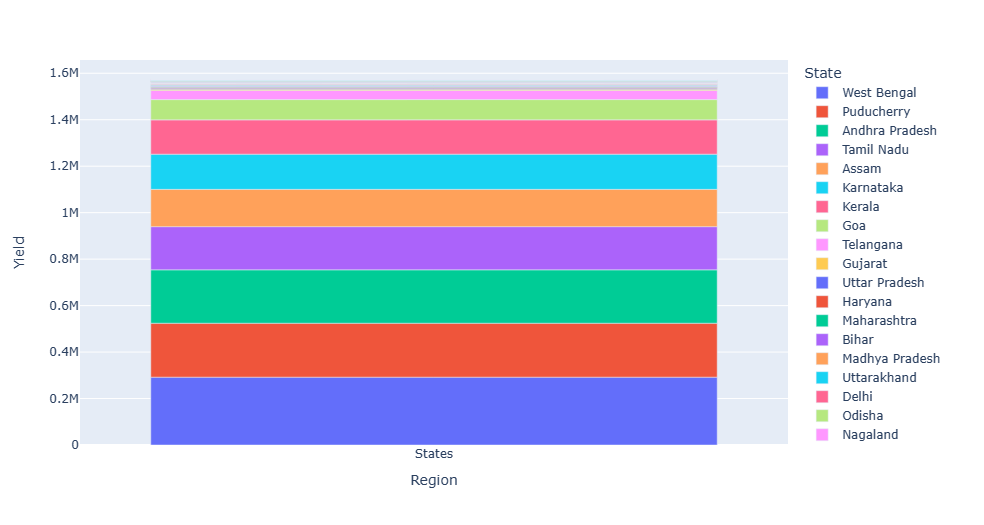 1.6M
1.4M
1.2M
1M
0.8M
0.6M
0.4M
0.2M
0
Yield
States
Region
State
West Bengal
Puducherry
Andhra Pradesh
Tamil Nadu
Assam
Karnataka
Kerala
Goa
Telangana
Gujarat
Uttar Pradesh
Haryana
Maharashtra
Bihar
Madhya Pradesh
Uttarakhand
Delhi
Odisha
Nagaland